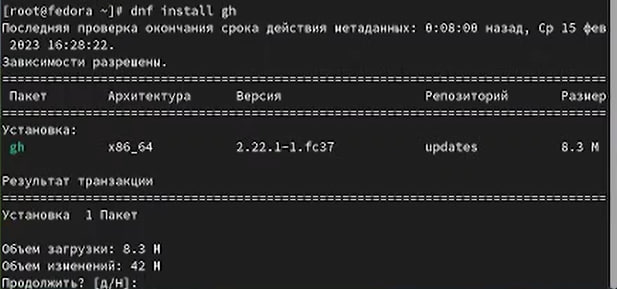 [root@fedora ~]# dnf install gh
Последняя проверка окончания срока действия метаданных: 0:08:00 назад, Ср 15 фев
2023 16:28:22.
Зависимости разрешены.
================================================================================
Пакет Архитектура Версия Репозиторий Размер
================================================================================
Установка:
gh x86_64 2.22.1-1.fc37 updates 8.3 M
Результат транзакции
================================================================================
Установка 1 Пакет
Объем загрузки: 8.3 M
Объем изменений: 42 M
Продолжить? [д/Н]: